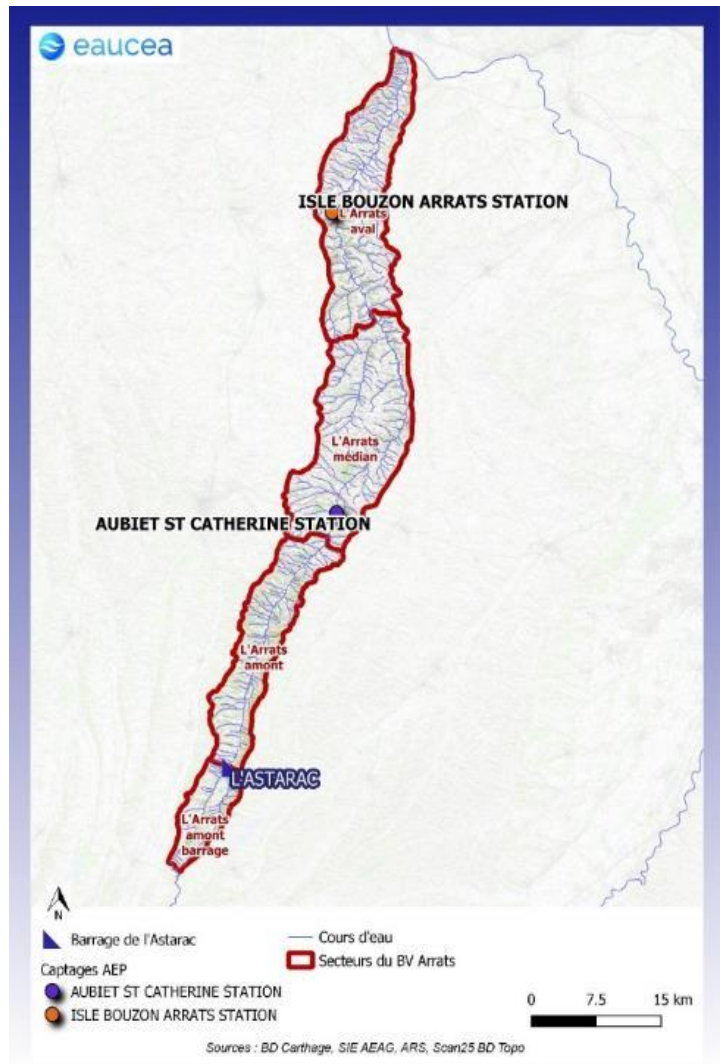 eaucea
ISLE BOUZON ARRATS STATION
L'Arrats
aval
L'Arrats
médian
AUBIET ST CATHERINE STATION
L'Arrats
amont
L'ASTARAC
L'Arrats
amont
barrage
N
Barrage de l'Astarac
Cours d'eau
Captages AEP
Secteurs du BV Arrats
AUBIET ST CATHERINE STATION
ISLE BOUZON ARRATS STATION
0 7.5 15 km
Sources : BD Carthage, SIE AEAG, ARS, Scan25 BD Topo